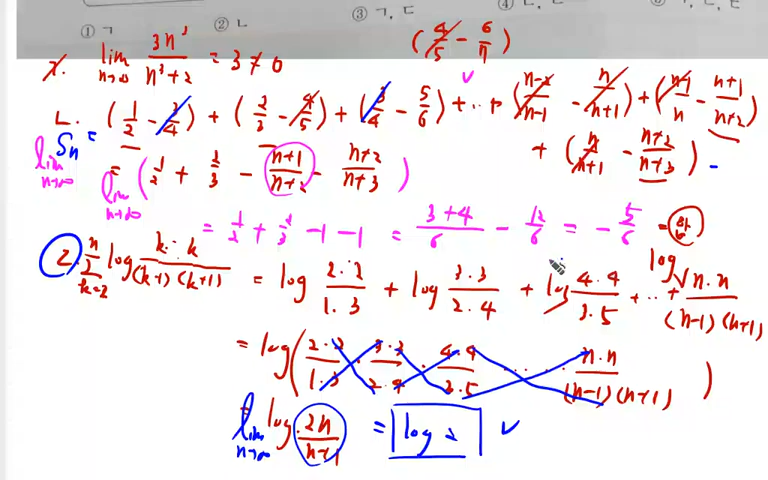 ① ㄱ ② ㄴ ③ ㄱ, ㄷ
(4/5 - 6/7)
ㄱ. lim n→∞ 3n³/(n³+2) = 3 ≠ 0
ㄴ. (1/2 - 3/4) + (2/3 - 4/5) + (3/4 - 5/6) + ... + (n-2/n-1 - n/n+1) + (n-1/n - n+1/n+2)
Sn = + (n/n+1 - n+2/n+3)
lim n→∞ = lim n→∞ (1/2 + 2/3 - n+1/n+2 - n+2/n+3)
= 1/2 + 2/3 - 1 - 1 = 3+4/6 - 12/6 = -5/6 =
ㄷ. n Σ k=2 log k·k/(k-1)(k+1) = log 2·2/1·3 + log 3·3/2·4 + log 4·4/3·5 + ... + log n·n/(n-1)(n+1)
= log(2·2/1·3 · 3·3/2·4 · 4·4/3·5 ... n·n/(n-1)(n+1))
lim n→∞ log 2n/n+1 = log 2